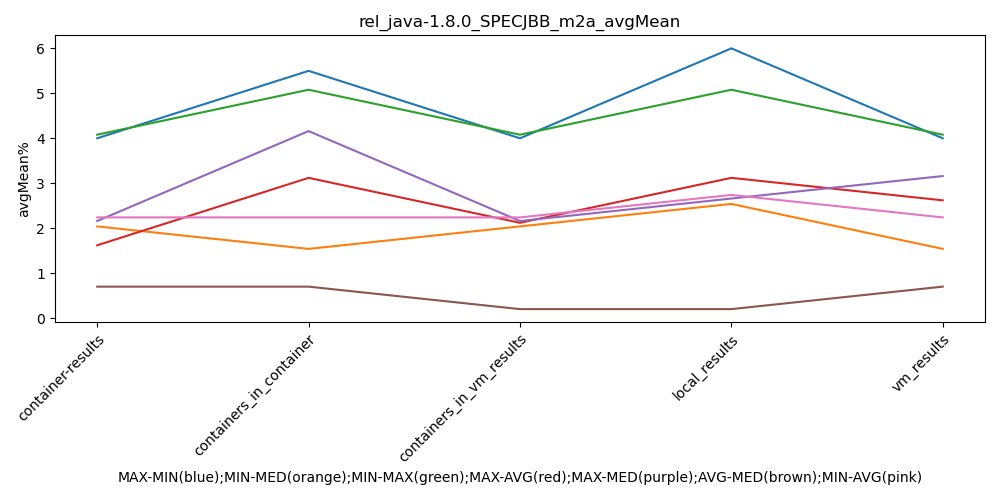 rel_java-1.8.0_SPECJBB_m2a_avgMean
avgMean%
6
5
4
3
2
1
0
container-results
containers_in_container
containers_in_vm_results
local_results
vm_results
MAX-MIN(blue);MIN-MED(orange);MIN-MAX(green);MAX-AVG(red);MAX-MED(purple);AVG-MED(brown);MIN-AVG(pink)